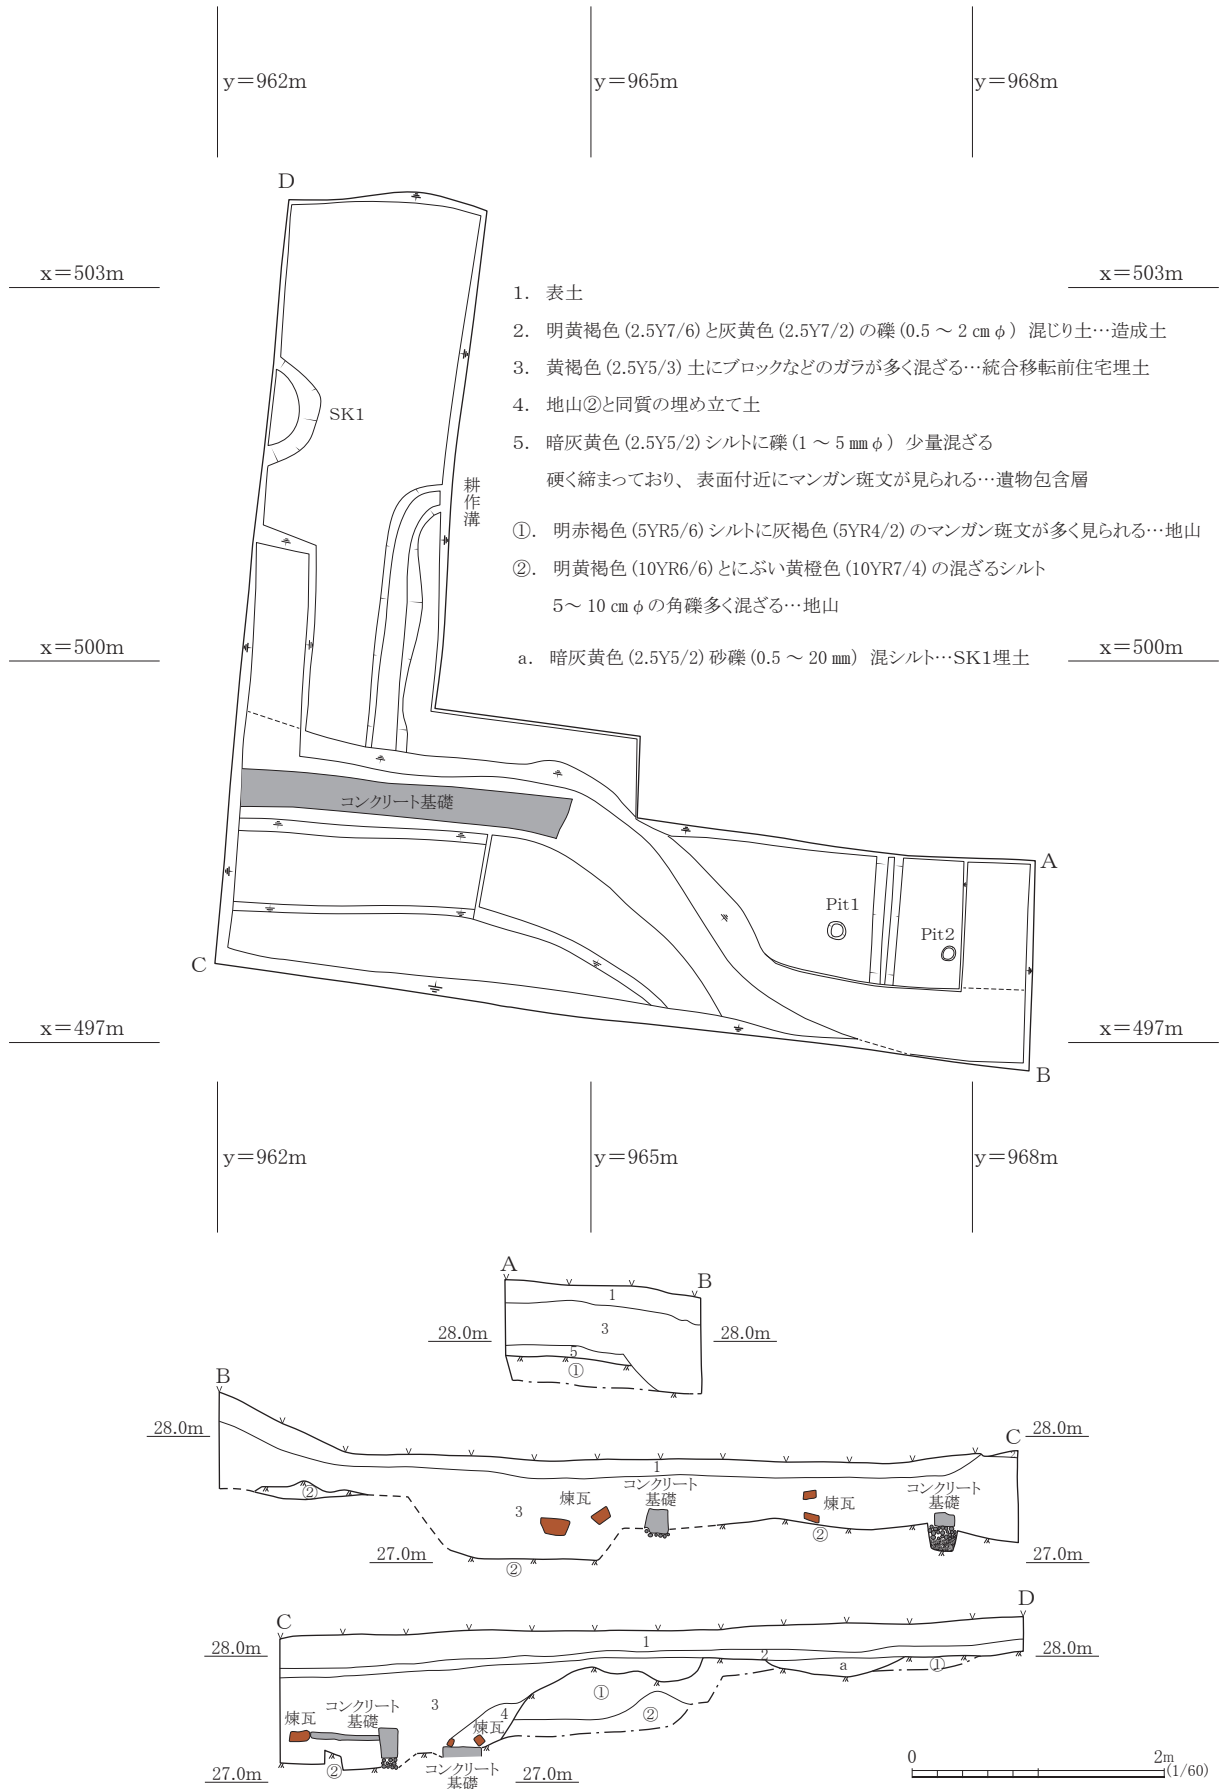 y＝962m
y＝965m
y＝968m
D
x＝503m
x＝503m
1． 表土
2． 明黄褐色(2.5Y7/6)と灰黄色(2.5Y7/2)の礫(0.5 ～ 2 ㎝φ) 混じり土…造成土
3． 黄褐色(2.5Y5/3)土にブロックなどのガラが多く混ざる…統合移転前住宅埋土
4． 地山②と同質の埋め立て土
5． 暗灰黄色(2.5Y5/2)シルトに礫(1 ～ 5 ㎜φ) 少量混ざる
硬く締まっており、表面付近にマンガン斑文が見られる…遺物包含層
①． 明赤褐色(5YR5/6)シルトに灰褐色(5YR4/2)のマンガン斑文が多く見られる…地山
②． 明黄褐色(10YR6/6)とにぶい黄橙色(10YR7/4)の混ざるシルト
5～ 10 ㎝φの角礫多く混ざる…地山
a． 暗灰黄色(2.5Y5/2)砂礫(0.5 ～ 20 ㎜) 混シルト…SK1埋土
SK1
耕作溝
x＝500m
x＝500m
コンクリート基礎
A
Pit1
Pit2
C
x＝497m
x＝497m
B
y＝962m
y＝965m
y＝968m
A
B
1
3
28.0m
28.0m
5
①
B
28.0m
28.0m
C
1
②
3
煉瓦
コンクリート
基礎
煉瓦
コンクリート
基礎
②
27.0m
27.0m
②
C
D
28.0m
28.0m
1
2
a
①
①
3
4
②
煉瓦
コンクリート
基礎
煉瓦
②
27.0m
コンクリート
基礎
27.0m
0
2m
(1/60)